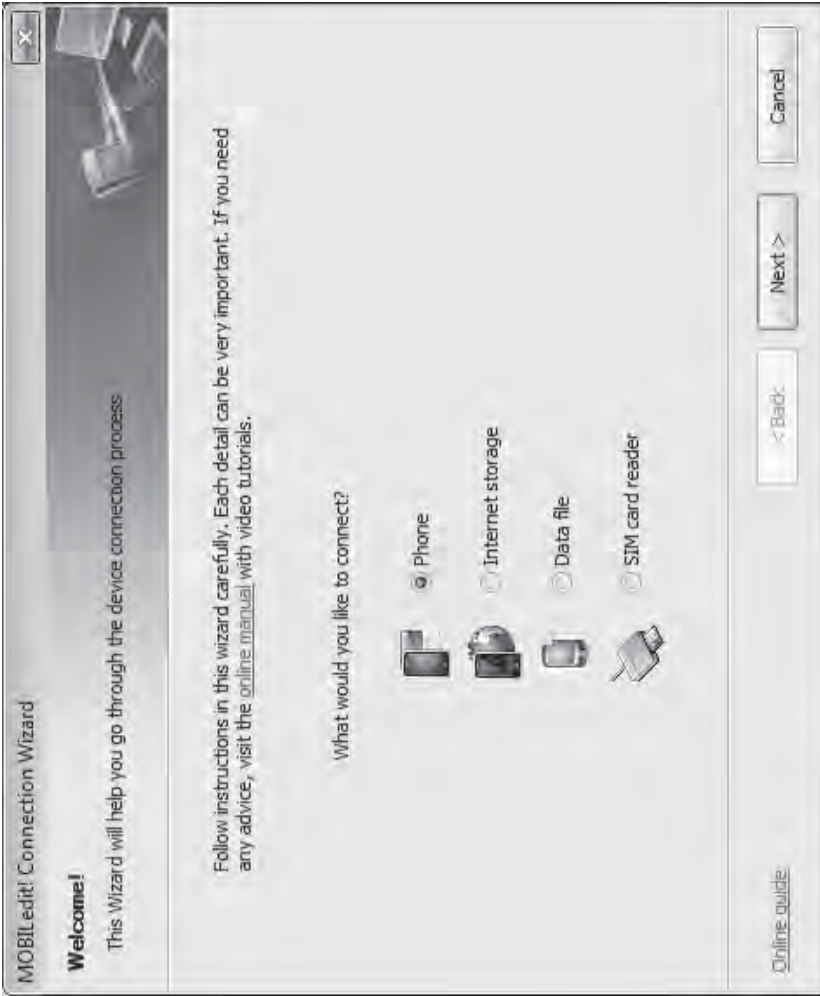 MOBILedit! Connection Wizard
Welcome!
This Wizard will help you go through the device connection process
Follow instructions in this wizard carefully. Each detail can be very important. If you need
any advice, visit the online manual with video tutorials.
What would you like to connect?
Phone
Internet storage
Data file
SIM card reader
Online guide
< Back
Next >
Cancel